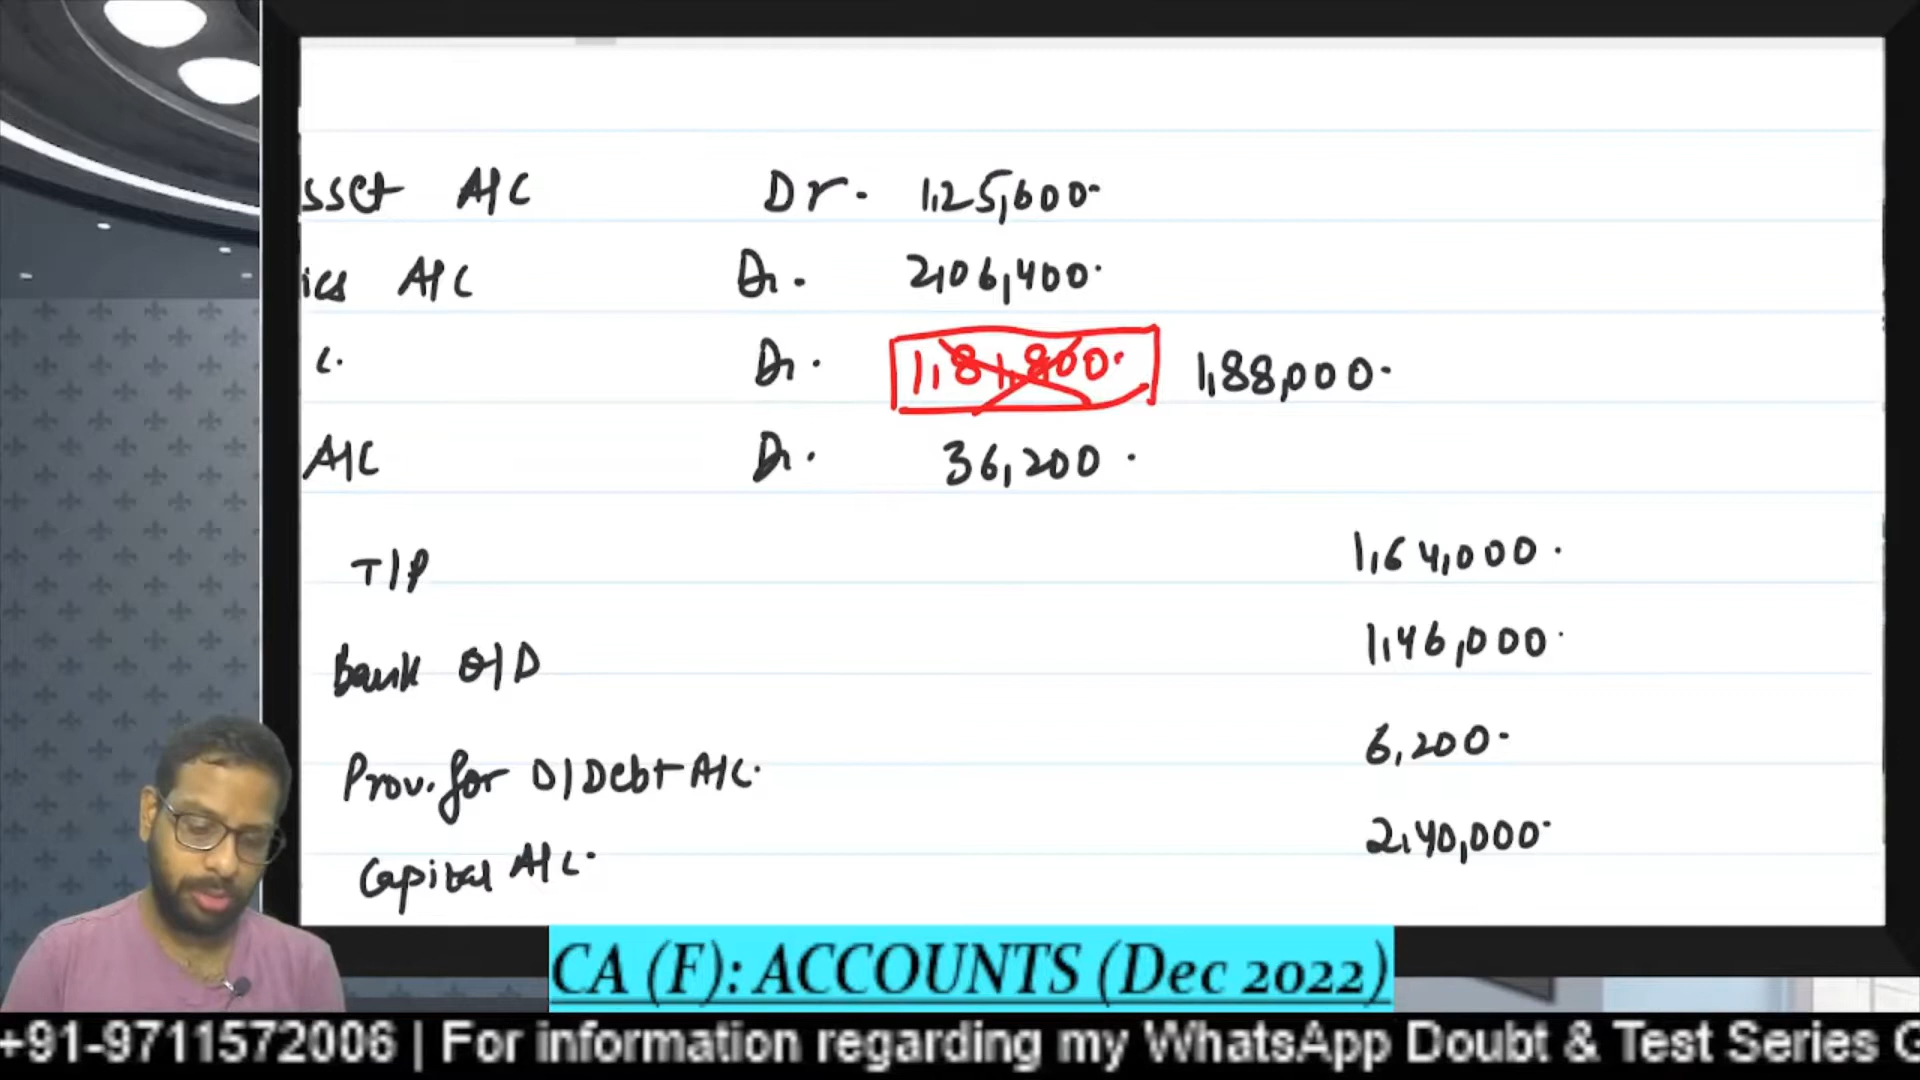 sset A/C Dr. 1,25,600.
ics A/C Dr. 2,06,400.
c. Dr. 1,81,800. 1,88,000.
A/C Dr. 36,200.
T/P 1,64,000.
Bank O/D 1,46,000.
Prov. for D/Debt A/C. 6,200.
Capital A/C. 2,40,000.
CA (F): ACCOUNTS (Dec 2022)
+91-9711572006 | For information regarding my WhatsApp Doubt & Test Series G